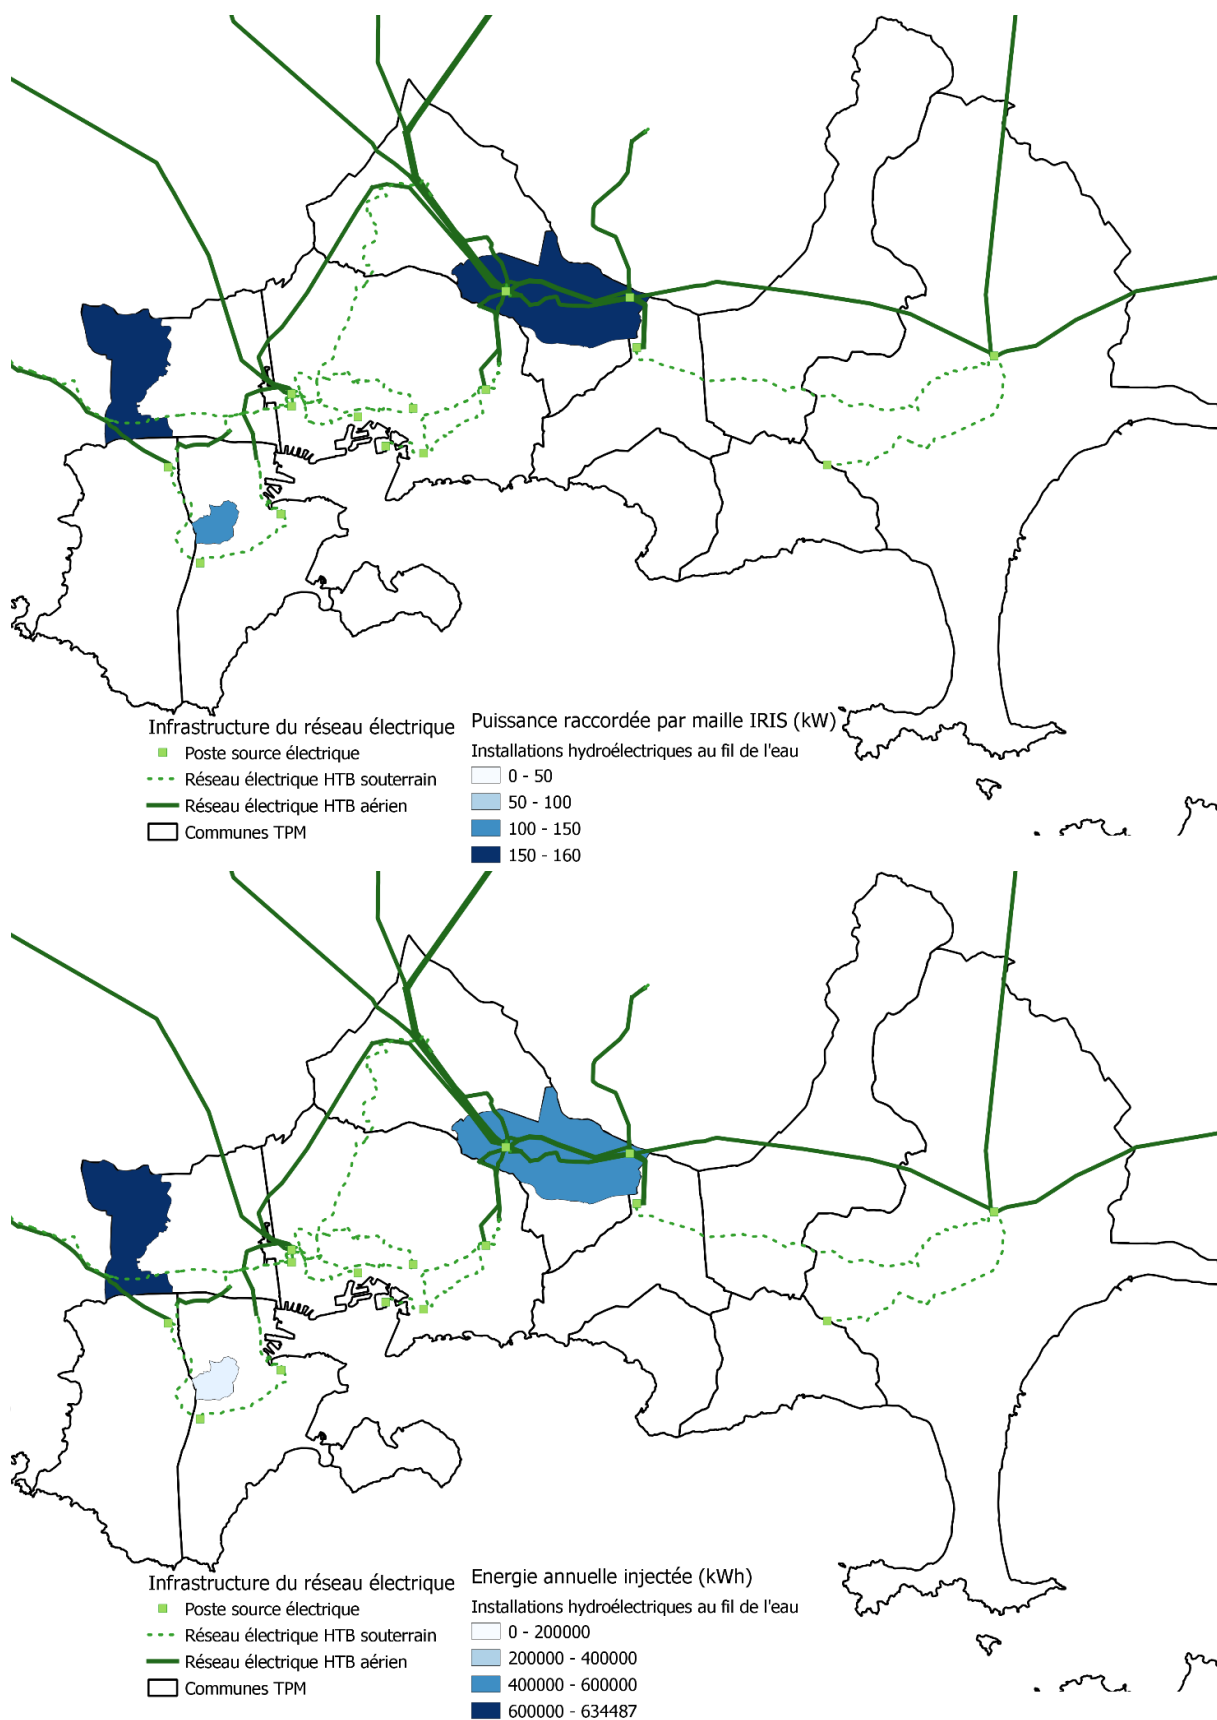 Infrastructure du réseau électrique
Poste source électrique
Réseau électrique HTB souterrain
Réseau électrique HTB aérien
Communes TPM
Puissance raccordée par maille IRIS (kW)
Installations hydroélectriques au fil de l'eau
0 - 50
50 - 100
100 - 150
150 - 160
Infrastructure du réseau électrique
Poste source électrique
Réseau électrique HTB souterrain
Réseau électrique HTB aérien
Communes TPM
Energie annuelle injectée (kWh)
Installations hydroélectriques au fil de l'eau
0 - 200000
200000 - 400000
400000 - 600000
600000 - 634487